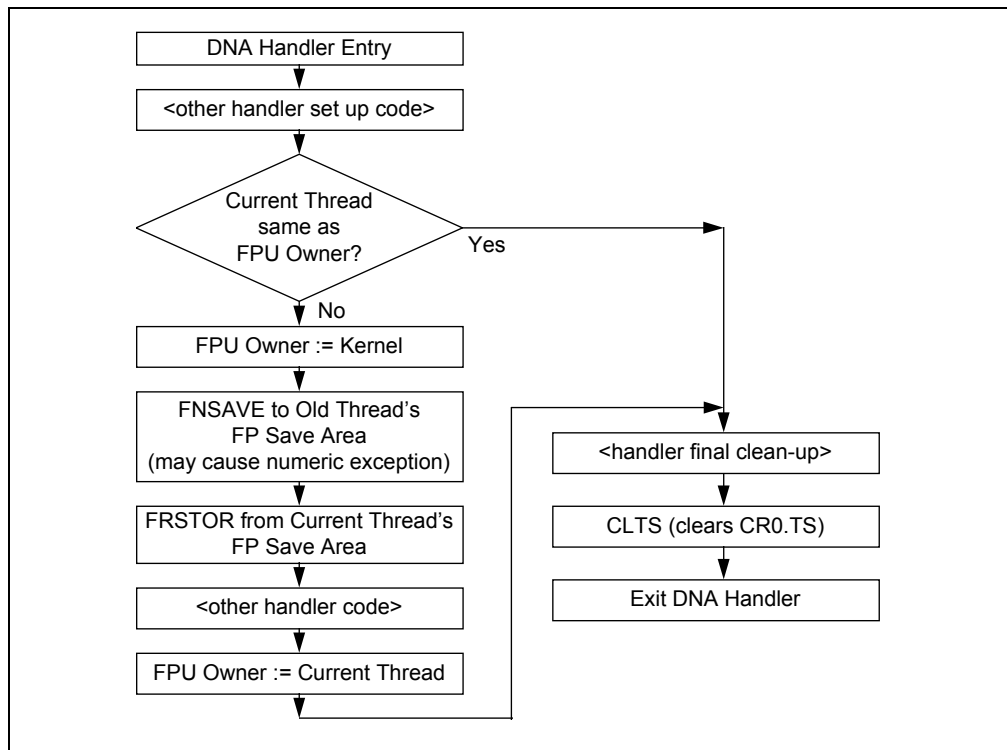 DNA Handler Entry
<other handler set up code>
Current Thread
same as
FPU Owner?
Yes
No
FPU Owner := Kernel
FNSAVE to Old Thread’s
FP Save Area
(may cause numeric exception)
FRSTOR from Current Thread’s
FP Save Area
<other handler code>
FPU Owner := Current Thread
<handler final clean-up>
CLTS (clears CR0.TS)
Exit DNA Handler